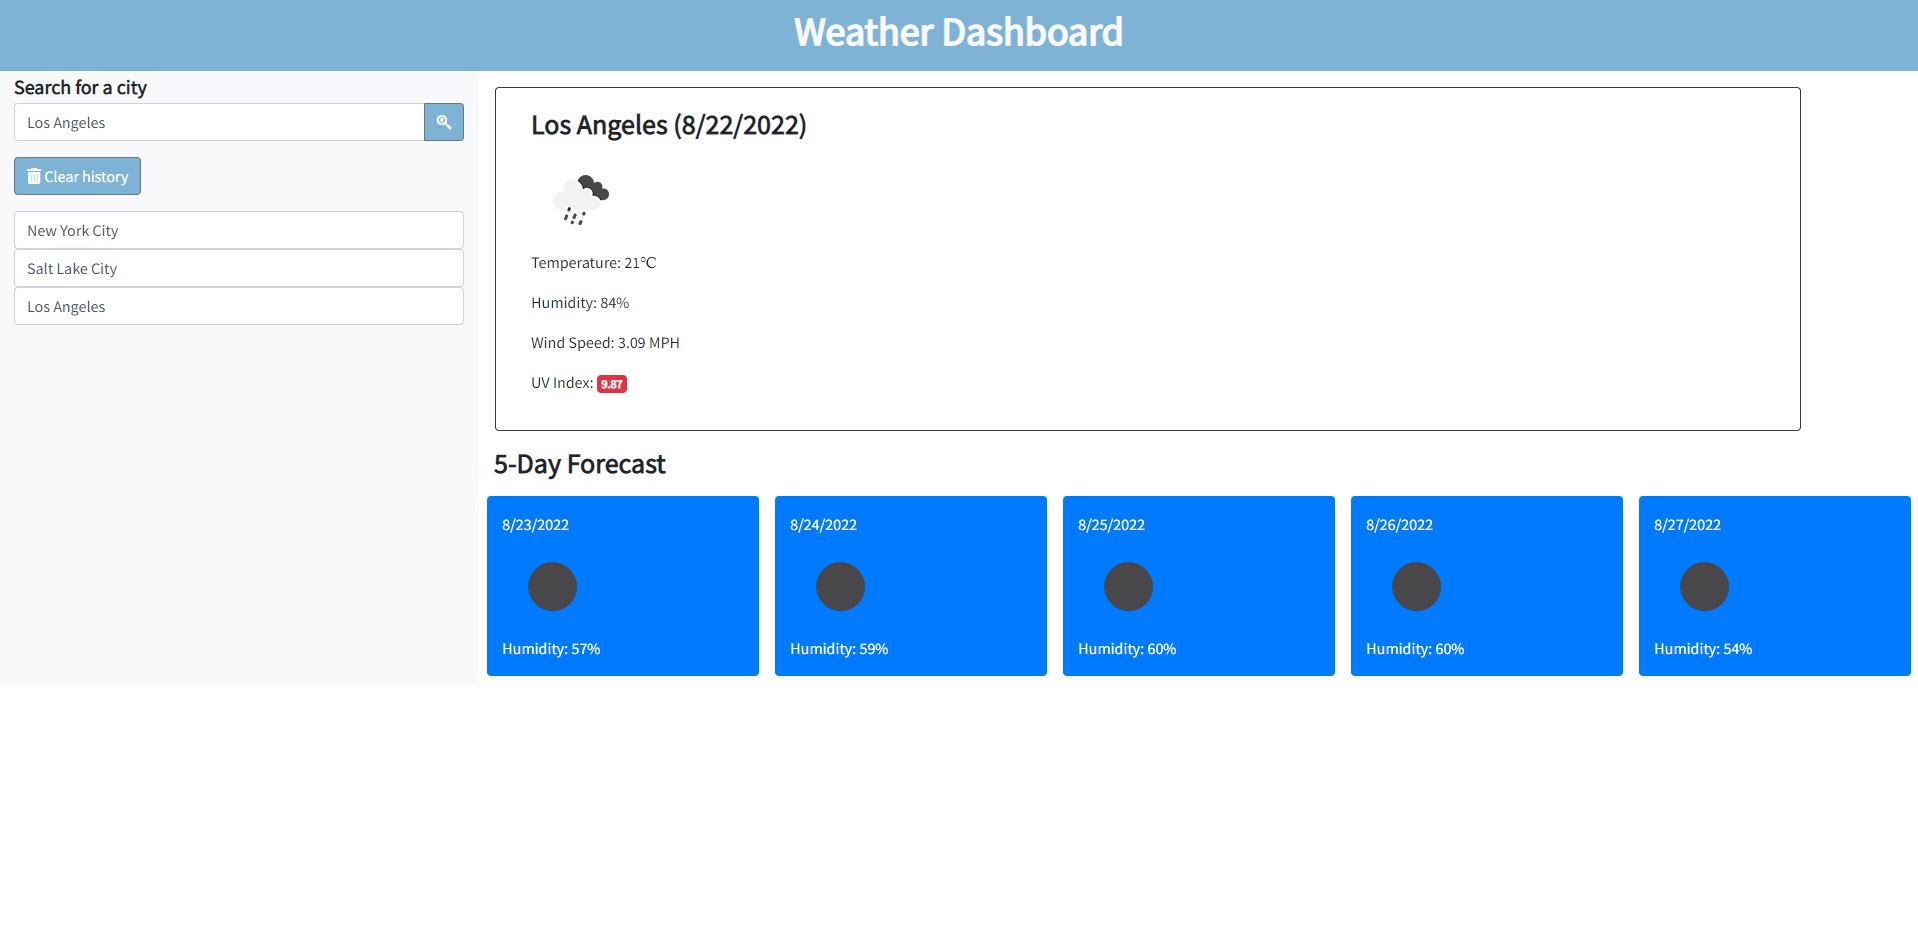 Weather Dashboard
Search for a city
Los Angeles
Clear history
New York City
Salt Lake City
Los Angeles
Los Angeles (8/22/2022)
Temperature: 21℃
Humidity: 84%
Wind Speed: 3.09 MPH
UV Index: 9.87
5-Day Forecast
8/23/2022
Humidity: 57%
8/24/2022
Humidity: 59%
8/25/2022
Humidity: 60%
8/26/2022
Humidity: 60%
8/27/2022
Humidity: 54%